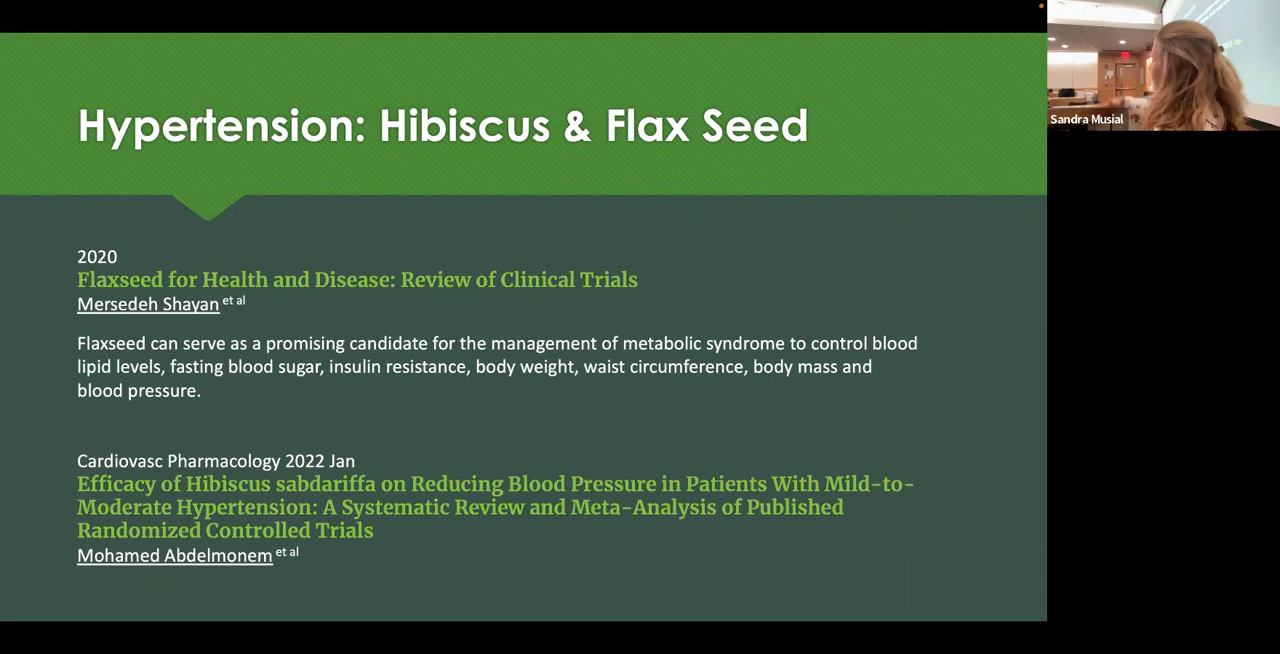 Hypertension: Hibiscus & Flax Seed
Sandra Musial
2020
Flaxseed for Health and Disease: Review of Clinical Trials
Mersedeh Shayan et al
Flaxseed can serve as a promising candidate for the management of metabolic syndrome to control blood
lipid levels, fasting blood sugar, insulin resistance, body weight, waist circumference, body mass and
blood pressure.
Cardiovasc Pharmacology 2022 Jan
Efficacy of Hibiscus sabdariffa on Reducing Blood Pressure in Patients With Mild-to-
Moderate Hypertension: A Systematic Review and Meta-Analysis of Published
Randomized Controlled Trials
Mohamed Abdelmonem et al